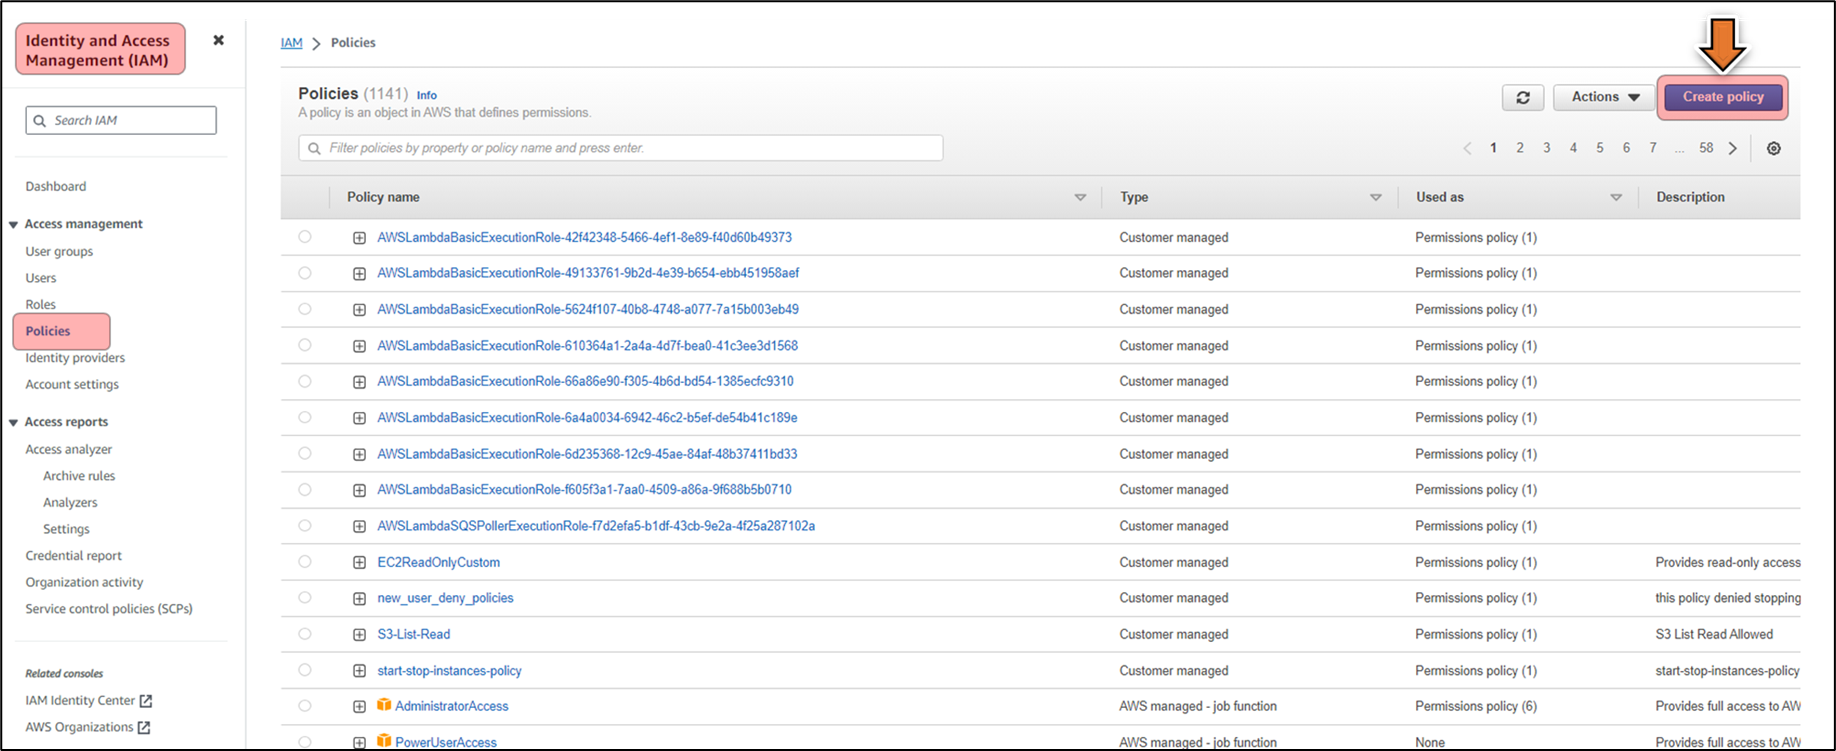 Identity and Access
Management (IAM)
Search IAM
Dashboard
Access management
User groups
Users
Roles
Policies
Identity providers
Account settings
Access reports
Access analyzer
Archive rules
Analyzers
Settings
Credential report
Organization activity
Service control policies (SCPs)
Related consoles
IAM Identity Center
AWS Organizations
IAM > Policies
Policies (1141) Info
A policy is an object in AWS that defines permissions.
Actions
Create policy
Filter policies by property or policy name and press enter.
< 1 2 3 4 5 6 7 ... 58 >
Policy name Type Used as Description
AWSLambdaBasicExecutionRole-42f42348-5466-4ef1-8e89-f40d60b49373 Customer managed Permissions policy (1)
AWSLambdaBasicExecutionRole-49133761-9b2d-4e39-b654-ebb451958aef Customer managed Permissions policy (1)
AWSLambdaBasicExecutionRole-5624f107-40b8-4748-a077-7a15b003eb49 Customer managed Permissions policy (1)
AWSLambdaBasicExecutionRole-610364a1-2a4a-4d7f-bea0-41c3ee3d1568 Customer managed Permissions policy (1)
AWSLambdaBasicExecutionRole-66a86e90-f305-4b6d-bd54-1385ecfc9310 Customer managed Permissions policy (1)
AWSLambdaBasicExecutionRole-6a4a0034-6942-46c2-b5ef-de54b41c189e Customer managed Permissions policy (1)
AWSLambdaBasicExecutionRole-6d235368-12c9-45ae-84af-48b37411bd33 Customer managed Permissions policy (1)
AWSLambdaBasicExecutionRole-f605f3a1-7aa0-4509-a86a-9f688b5b0710 Customer managed Permissions policy (1)
AWSLambdaSQSPollerExecutionRole-f7d2efa5-b1df-43cb-9e2a-4f25a287102a Customer managed Permissions policy (1)
EC2ReadOnlyCustom Customer managed Permissions policy (1) Provides read-only access
new_user_deny_policies Customer managed Permissions policy (1) this policy denied stopping
S3-List-Read Customer managed Permissions policy (1) S3 List Read Allowed
start-stop-instances-policy Customer managed Permissions policy (1) start-stop-instances-policy
AdministratorAccess AWS managed - job function Permissions policy (6) Provides full access to AW
PowerUserAccess AWS managed - job function None Provides full access to AW